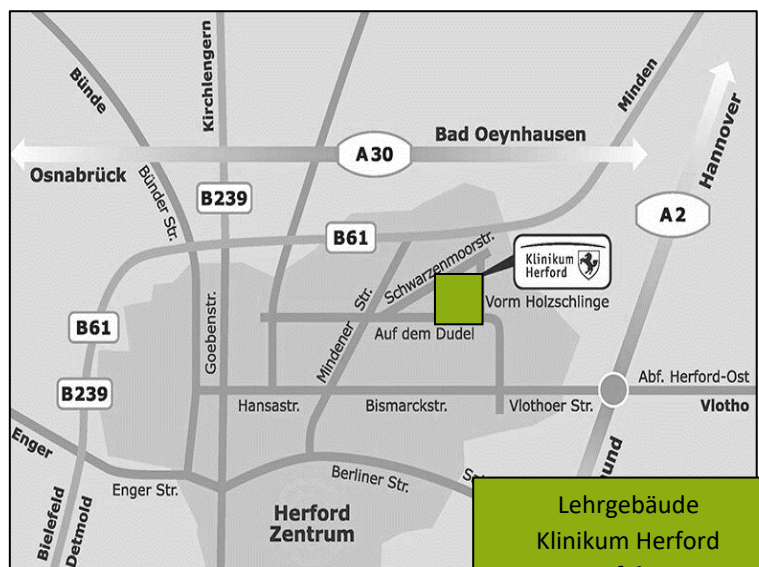 Bünde
Kirchlengern
Minden
Hannover
Osnabrück
A30
Bad Oeynhausen
Bünder Str.
B239
B61
A2
Schwarzenmoorstr.
Klinikum
Herford
Vorm Holzschlinge
Goebenstr.
Mindener Str.
Auf dem Dudel
B61
B239
Hansastr.
Bismarckstr.
Vlothoer Str.
Abf. Herford-Ost
Vlotho
Enger
Enger Str.
Berliner Str.
Bielefeld
Detmold
Herford
Zentrum
Lehrgebäude
Klinikum Herford